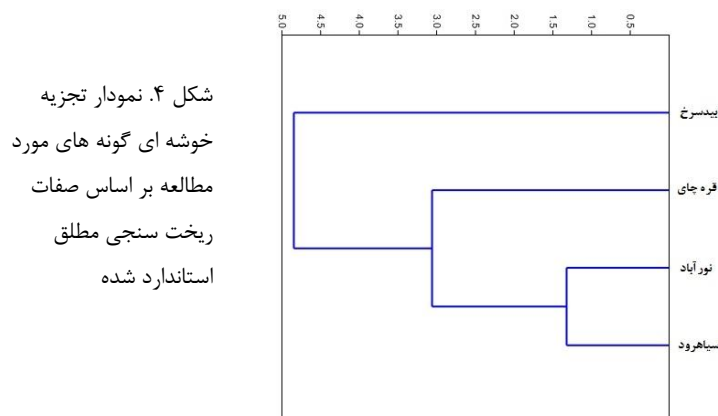 5.0 4.5 4.0 3.5 3.0 2.5 2.0 1.5 1.0 0.5
شکل ۴. نمودار تجزیه
خوشه ای گونه های مورد
مطالعه بر اساس صفات
ریخت سنجی مطلق
استاندارد شده
بیدسرخ
قره چای
نورآباد
سیاهرود